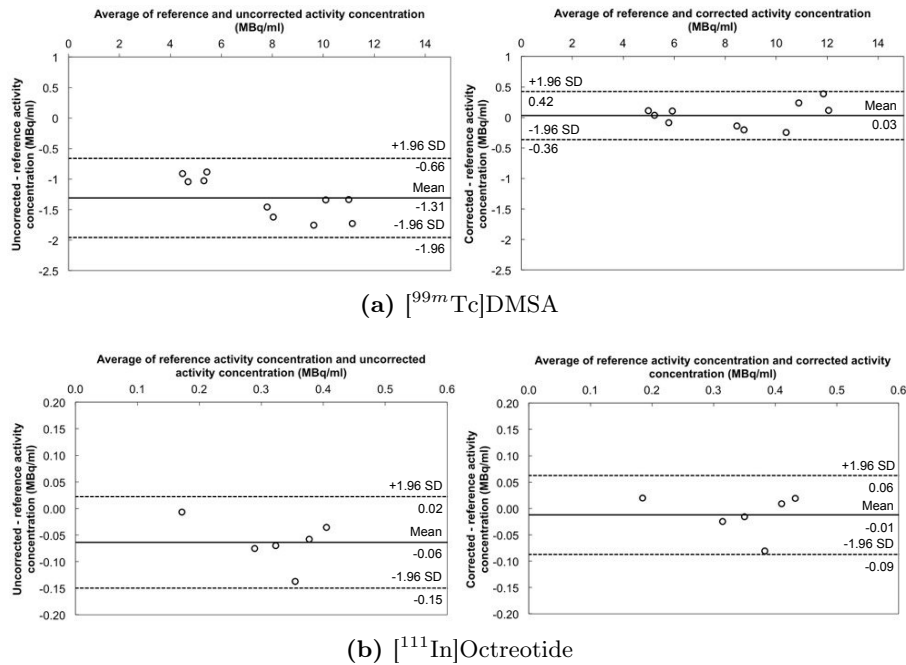 Average of reference and uncorrected activity concentration
(MBq/ml)
0 2 4 6 8 10 12 14
1
0.5
0
-0.5
-1
-1.5
-2
-2.5
Uncorrected - reference activity
concentration (MBq/ml)
+1.96 SD
-0.66
Mean
-1.31
-1.96 SD
-1.96
Average of reference and corrected activity concentration
(MBq/ml)
0 2 4 6 8 10 12 14
1
0.5
0
-0.5
-1
-1.5
-2
-2.5
Corrected - reference activity
concentration (MBq/ml)
+1.96 SD
0.42
Mean
0.03
-1.96 SD
-0.36
(a) [99mTc]DMSA
Average of reference activity concentration and uncorrected
activity concentration (MBq/ml)
0.0 0.1 0.2 0.3 0.4 0.5 0.6
0.20
0.15
0.10
0.05
0.00
-0.05
-0.10
-0.15
-0.20
Uncorrected - reference activity
concentration (MBq/ml)
+1.96 SD
0.02
Mean
-0.06
-1.96 SD
-0.15
Average of reference activity concentration and corrected activity
concentration (MBq/ml)
0.0 0.1 0.2 0.3 0.4 0.5 0.6
0.20
0.15
0.10
0.05
0.00
-0.05
-0.10
-0.15
-0.20
Corrected - reference activity
concentration (MBq/ml)
+1.96 SD
0.06
Mean
-0.01
-1.96 SD
-0.09
(b) [111In]Octreotide